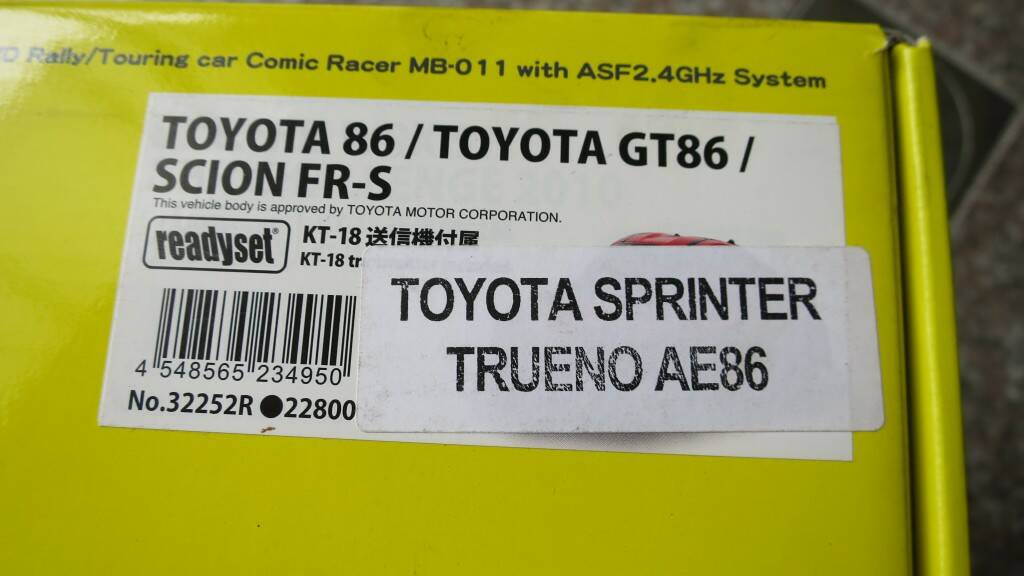 Rally/Touring car Comic Racer MB-011 with ASF2.4GHz System
TOYOTA 86 / TOYOTA GT86 /
SCION FR-S
This vehicle body is approved by TOYOTA MOTOR CORPORATION.
readyset
KT-18 送信機付属
KT-18
TOYOTA SPRINTER
TRUENO AE86
4 548565 234950
No.32252R ●22800